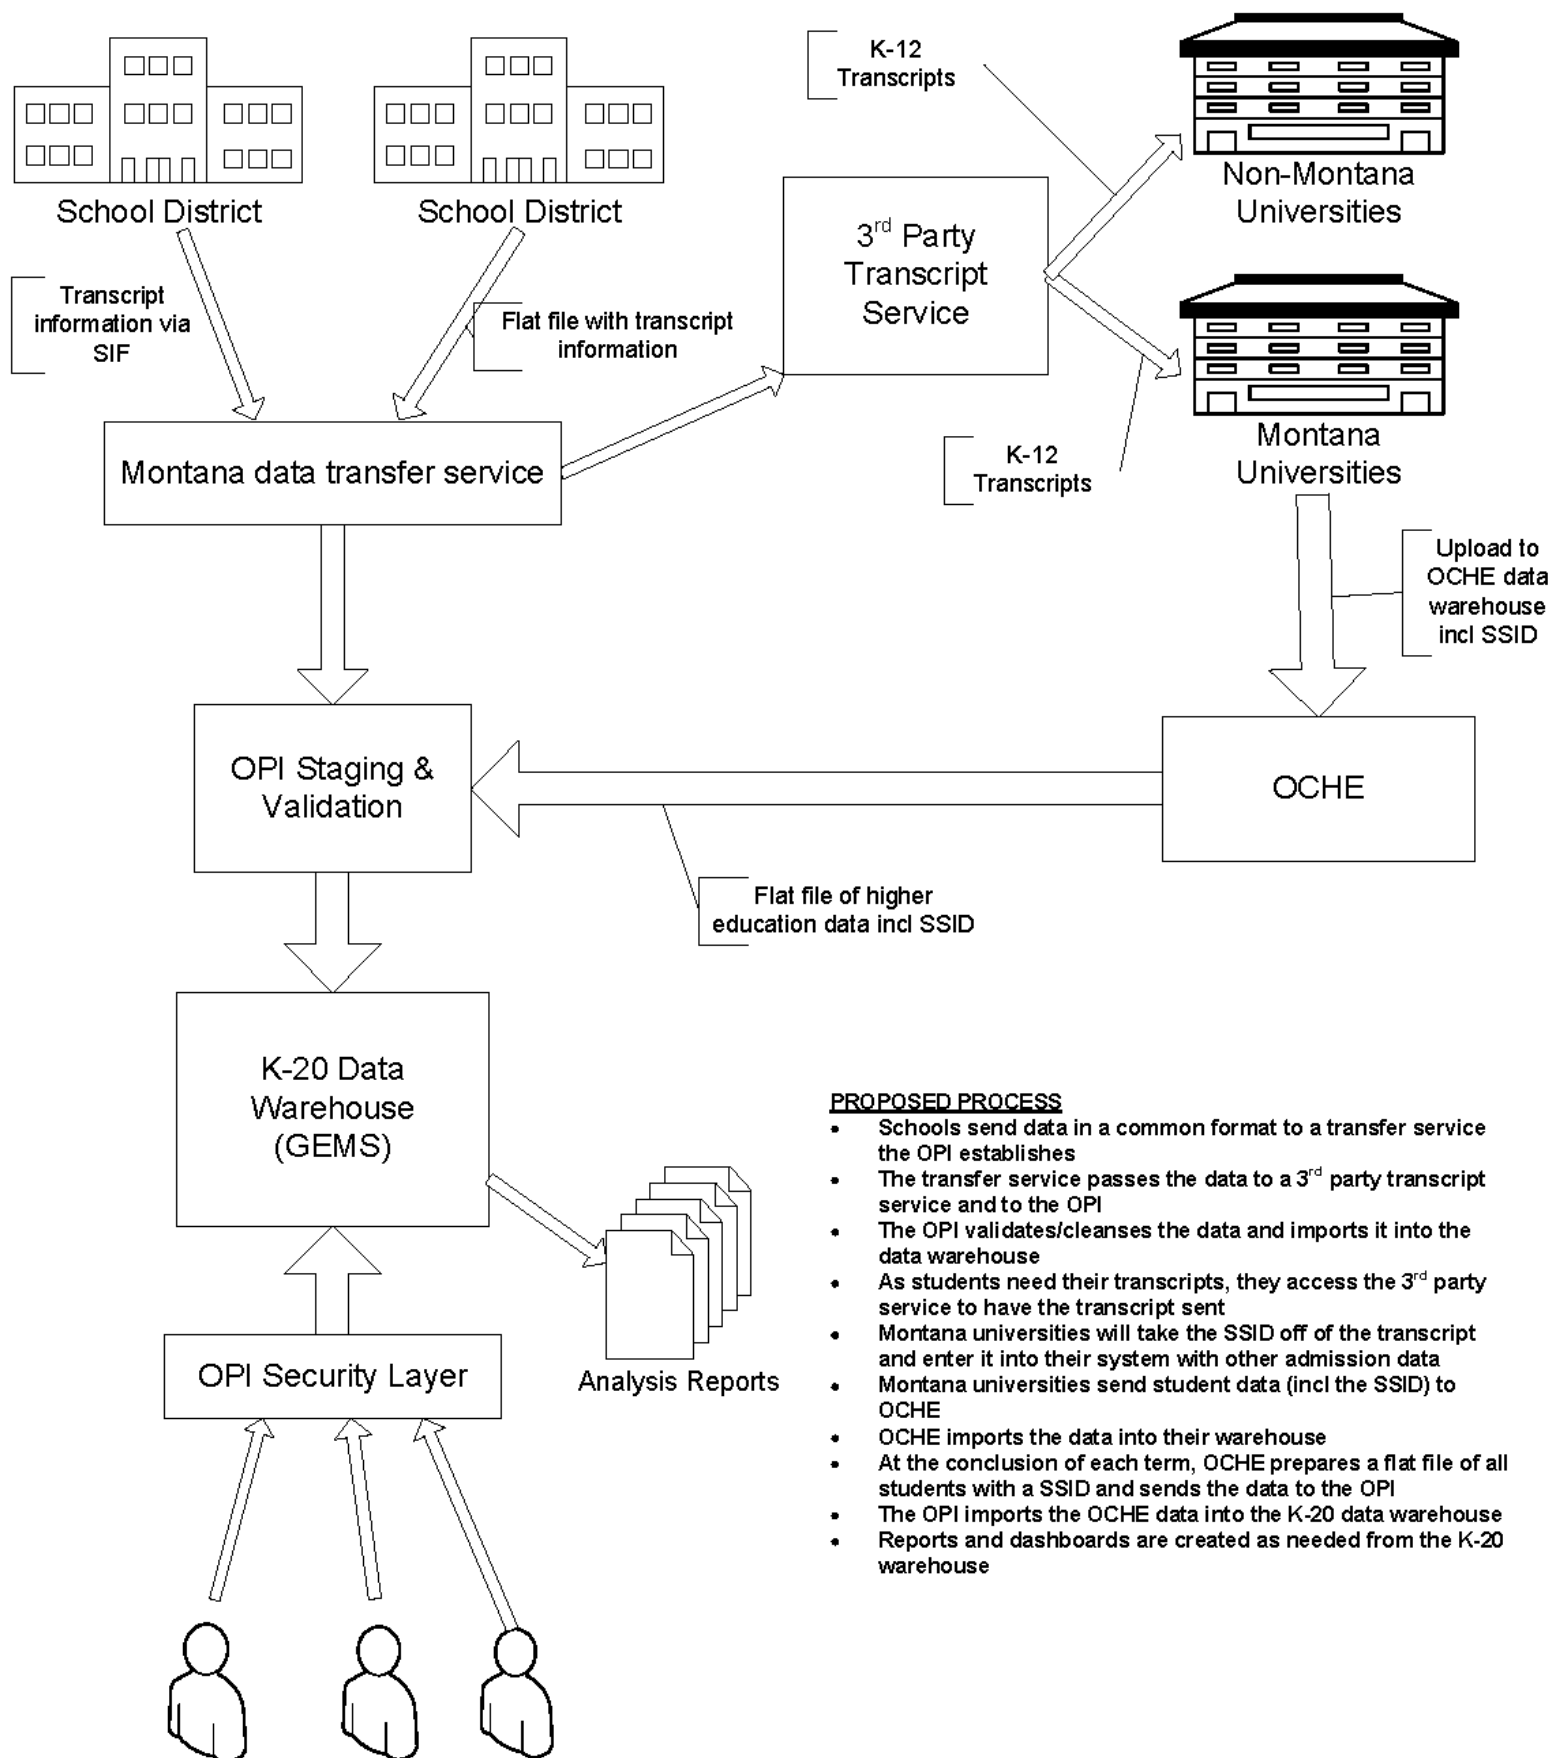 School District
School District
K-12
Transcripts
Non-Montana
Universities
3rd Party
Transcript
Service
Transcript
information via
SIF
Flat file with transcript
information
Montana data transfer service
K-12
Transcripts
Montana
Universities
Upload to
OCHE data
warehouse
incl SSID
OPI Staging &
Validation
OCHE
Flat file of higher
education data incl SSID
K-20 Data
Warehouse
(GEMS)
Analysis Reports
OPI Security Layer
PROPOSED PROCESS
• Schools send data in a common format to a transfer service
the OPI establishes
• The transfer service passes the data to a 3rd party transcript
service and to the OPI
• The OPI validates/cleanses the data and imports it into the
data warehouse
• As students need their transcripts, they access the 3rd party
service to have the transcript sent
• Montana universities will take the SSID off of the transcript
and enter it into their system with other admission data
• Montana universities send student data (incl the SSID) to
OCHE
• OCHE imports the data into their warehouse
• At the conclusion of each term, OCHE prepares a flat file of all
students with a SSID and sends the data to the OPI
• The OPI imports the OCHE data into the K-20 data warehouse
• Reports and dashboards are created as needed from the K-20
warehouse